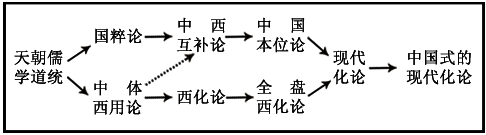 天朝儒
学道统
国粹论
中体
西用论
中西
互补论
西化论
中国
本位论
全盘
西化论
现代
化论
中国式的
现代化论